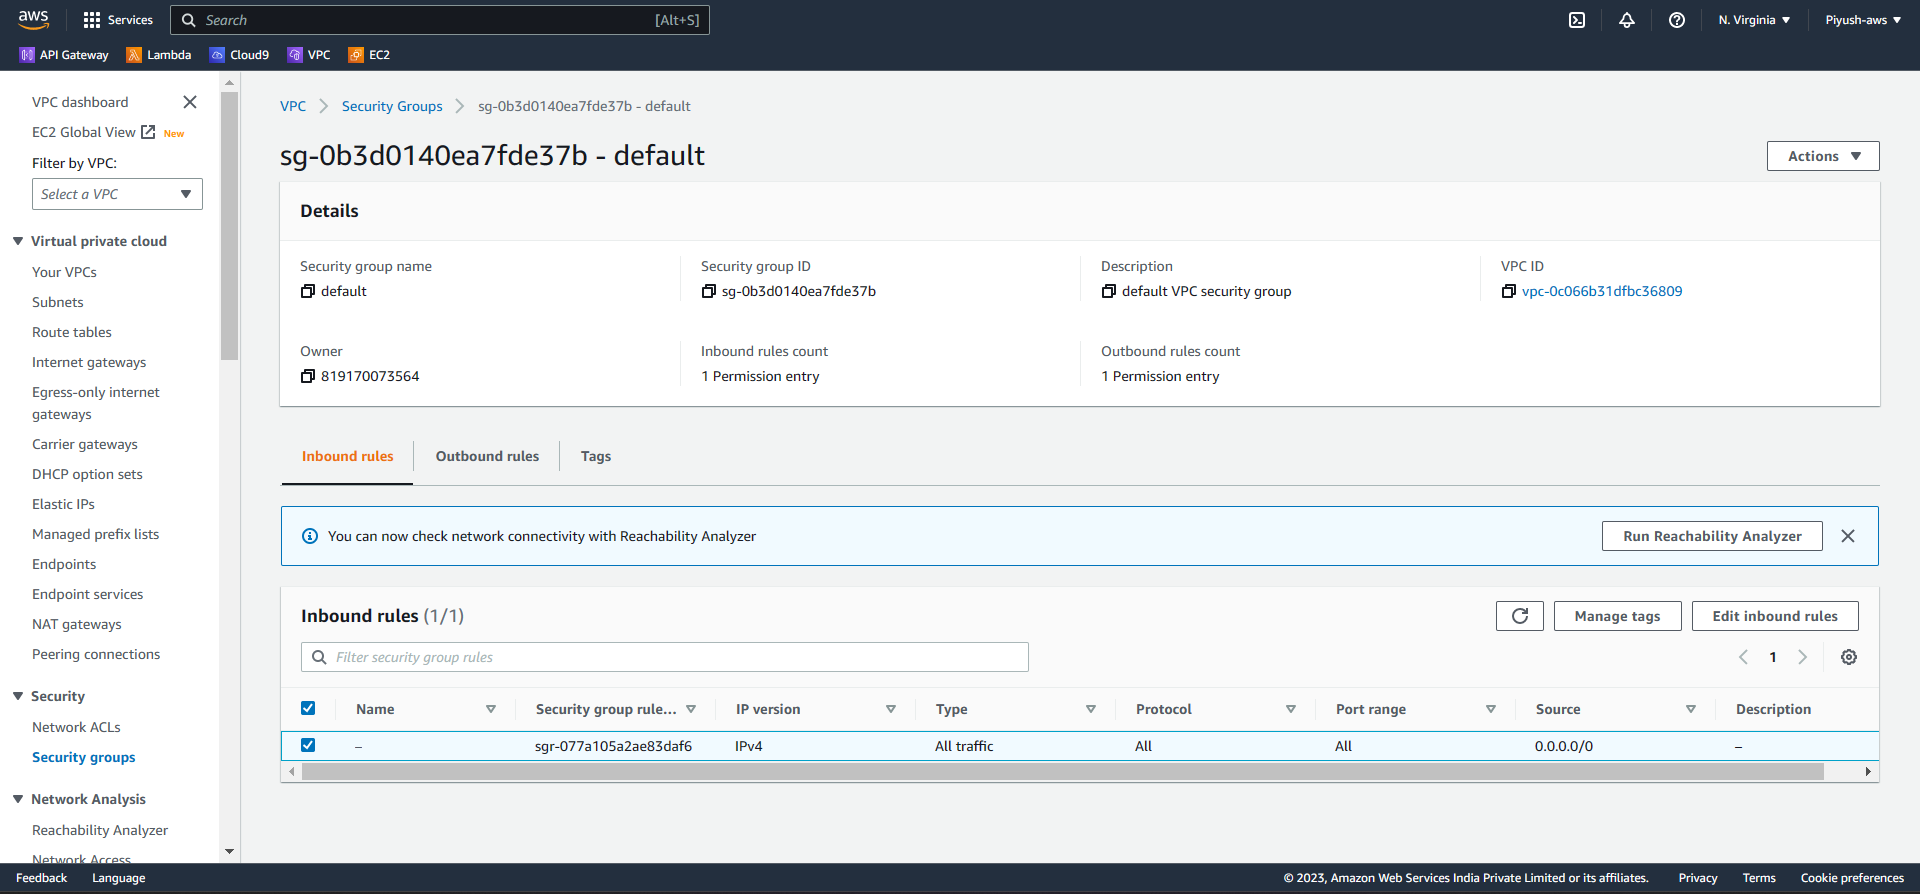 aws
Services
Search
[Alt+S]
N. Virginia
Piyush-aws
API Gateway
Lambda
Cloud9
VPC
EC2
VPC dashboard
EC2 Global View
New
Filter by VPC:
Select a VPC
Virtual private cloud
Your VPCs
Subnets
Route tables
Internet gateways
Egress-only internet
gateways
Carrier gateways
DHCP option sets
Elastic IPs
Managed prefix lists
Endpoints
Endpoint services
NAT gateways
Peering connections
Security
Network ACLs
Security groups
Network Analysis
Reachability Analyzer
Network Access
VPC
Security Groups
sg-0b3d0140ea7fde37b - default
sg-0b3d0140ea7fde37b - default
Actions
Details
Security group name
default
Security group ID
sg-0b3d0140ea7fde37b
Description
default VPC security group
VPC ID
vpc-0c066b31dfbc36809
Owner
819170073564
Inbound rules count
1 Permission entry
Outbound rules count
1 Permission entry
Inbound rules
Outbound rules
Tags
You can now check network connectivity with Reachability Analyzer
Run Reachability Analyzer
Inbound rules (1/1)
Manage tags
Edit inbound rules
Filter security group rules
1
Name
Security group rule...
IP version
Type
Protocol
Port range
Source
Description
–
sgr-077a105a2ae83daf6
IPv4
All traffic
All
All
0.0.0.0/0
–
Feedback
Language
© 2023, Amazon Web Services India Private Limited or its affiliates.
Privacy
Terms
Cookie preferences